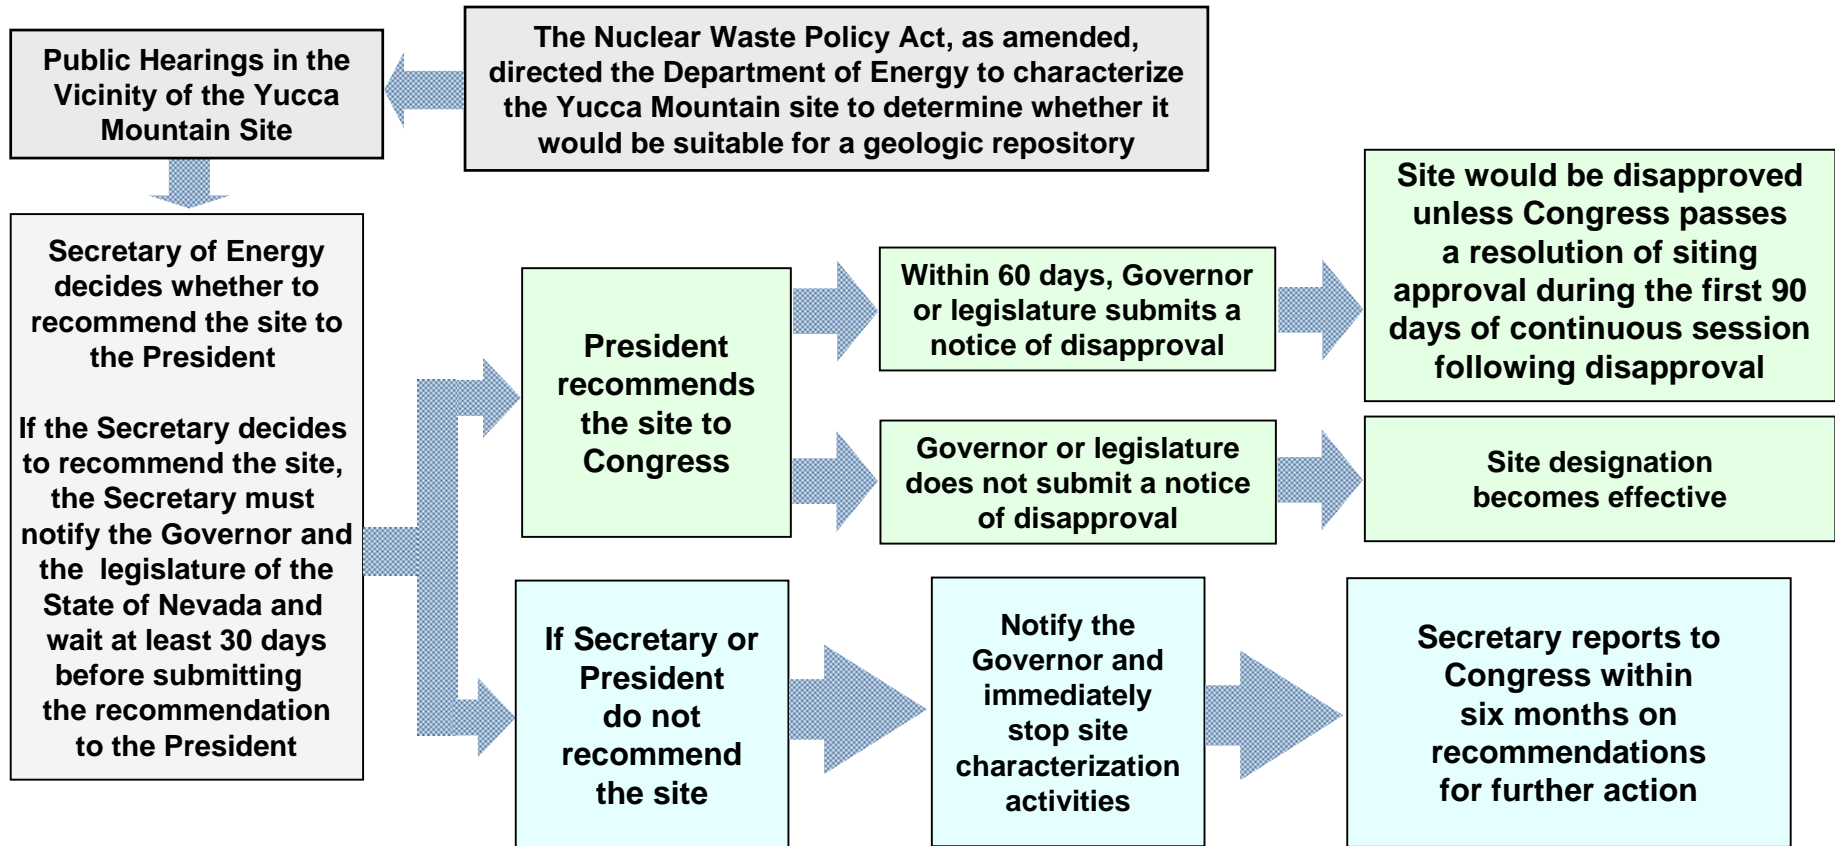 The Nuclear Waste Policy Act, as amended,
directed the Department of Energy to characterize
the Yucca Mountain site to determine whether it
would be suitable for a geologic repository
Public Hearings in the
Vicinity of the Yucca
Mountain Site
Secretary of Energy
decides whether to
recommend the site to
the President
If the Secretary decides
to recommend the site,
the Secretary must
notify the Governor and
the legislature of the
State of Nevada and
wait at least 30 days
before submitting
the recommendation
to the President
President
recommends
the site to
Congress
Within 60 days, Governor
or legislature submits a
notice of disapproval
Site would be disapproved
unless Congress passes
a resolution of siting
approval during the first 90
days of continuous session
following disapproval
Governor or legislature
does not submit a notice
of disapproval
Site designation
becomes effective
If Secretary or
President
do not
recommend
the site
Notify the
Governor and
immediately
stop site
characterization
activities
Secretary reports to
Congress within
six months on
recommendations
for further action